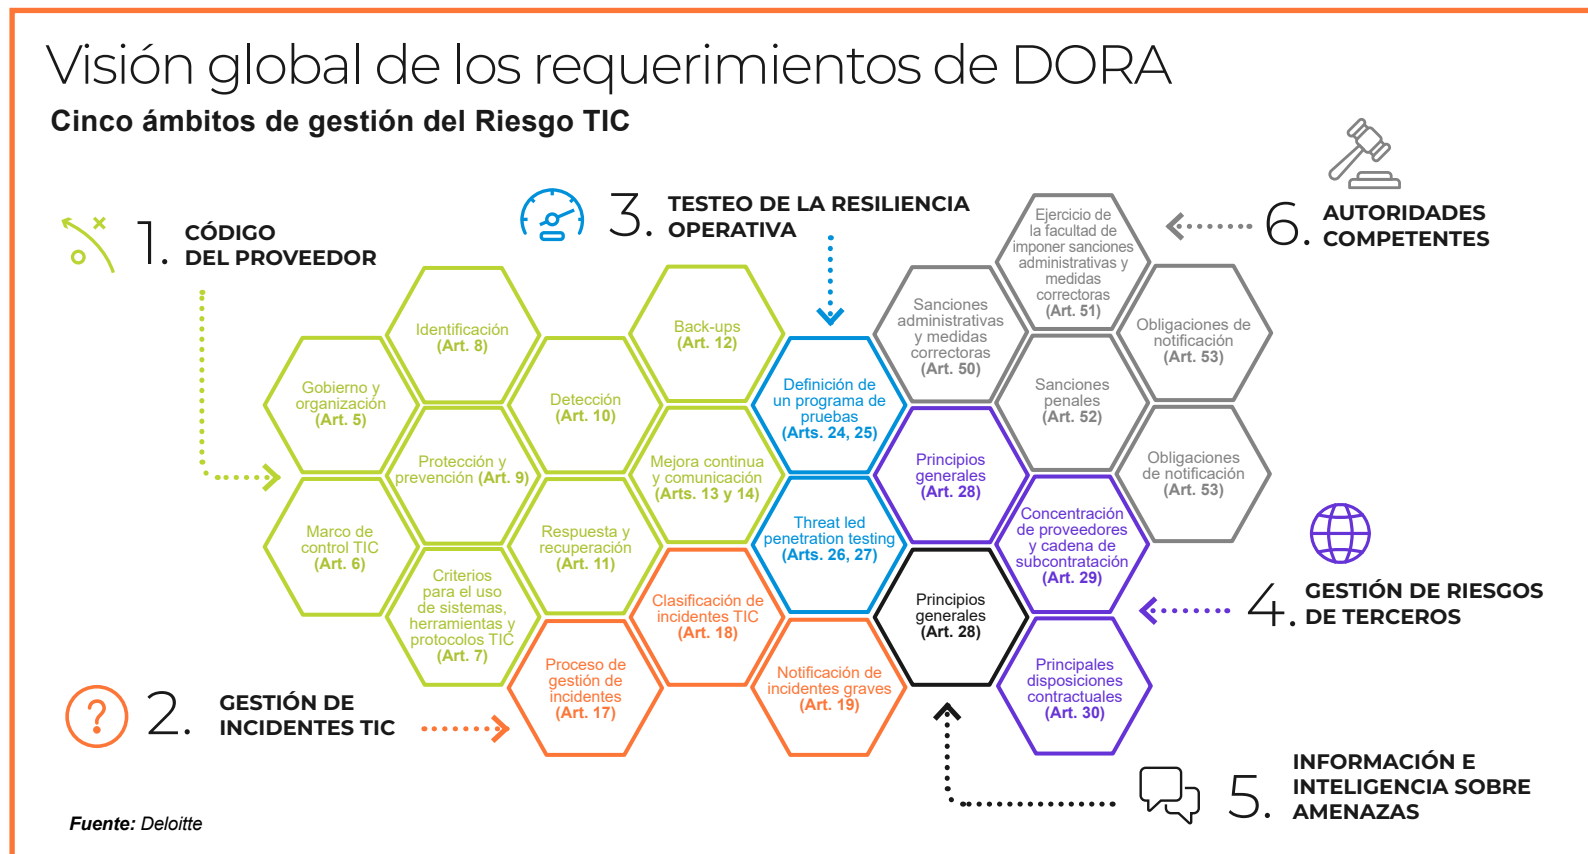 Visión global de los requerimientos de DORA
Cinco ámbitos de gestión del Riesgo TIC
1. CÓDIGO
DEL PROVEEDOR
Gobierno y
organización
(Art. 5)
Marco de
control TIC
(Art. 6)
Identificación
(Art. 8)
Protección y
prevención (Art. 9)
Criterios
para el uso
de sistemas,
herramientas y
protocolos TIC
(Art. 7)
Detección
(Art. 10)
Respuesta y
recuperación
(Art. 11)
Back-ups
(Art. 12)
Mejora continua
y comunicación
(Arts. 13 y 14)
2. GESTIÓN DE
INCIDENTES TIC
Proceso de
gestión de
incidentes
(Art. 17)
Clasificación de
incidentes TIC
(Art. 18)
Notificación de
incidentes graves
(Art. 19)
3. TESTEO DE LA RESILIENCIA
OPERATIVA
Definición de
un programa de
pruebas
(Arts. 24, 25)
Threat led
penetration testing
(Arts. 26, 27)
6. AUTORIDADES
COMPETENTES
Sanciones
administrativas
y medidas
correctoras
(Art. 50)
Ejercicio de
la facultad de
imponer sanciones
administrativas y
medidas
correctoras
(Art. 51)
Sanciones
penales
(Art. 52)
Obligaciones de
notificación
(Art. 53)
Obligaciones
de notificación
(Art. 53)
4. GESTIÓN DE RIESGOS
DE TERCEROS
Principios
generales
(Art. 28)
Concentración
de proveedores
y cadena de
subcontratación
(Art. 29)
Principales
disposiciones
contractuales
(Art. 30)
5. INFORMACIÓN E
INTELIGENCIA SOBRE
AMENAZAS
Principios
generales
(Art. 28)
Fuente: Deloitte